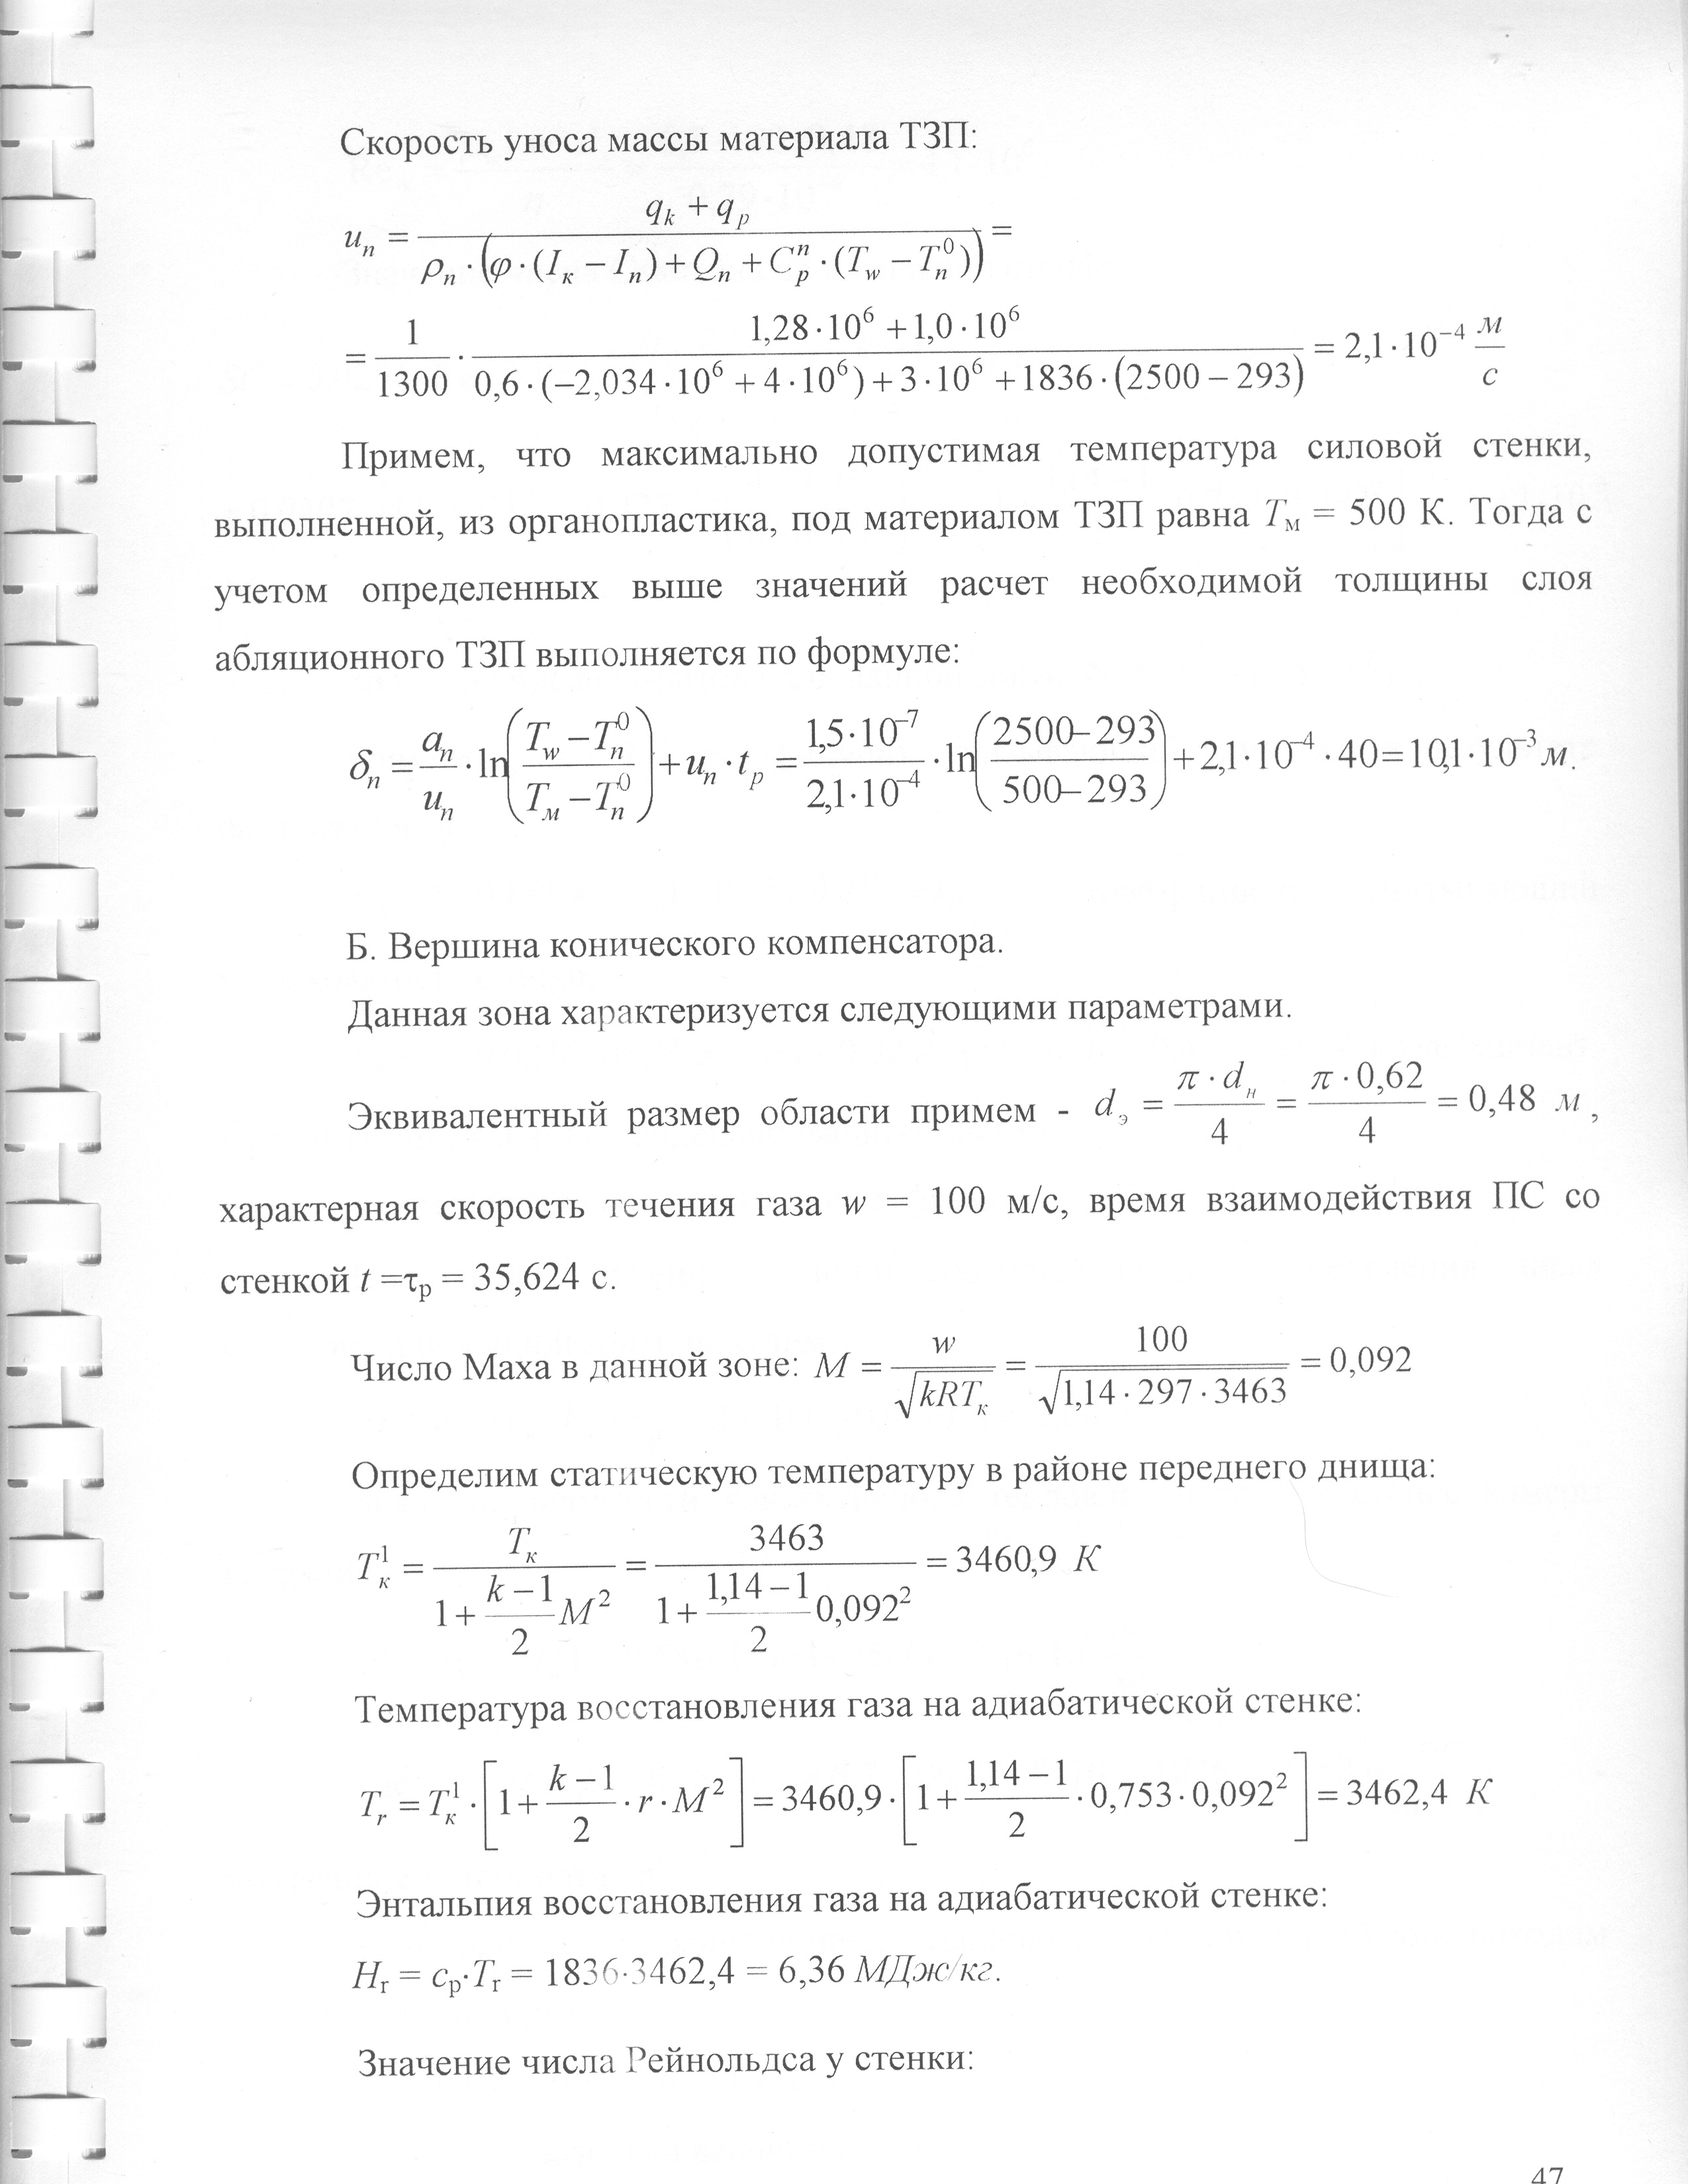 Скорость уноса массы материала ТЗП:
u_n = \frac{q_k + q_p}{\rho_n \cdot (\varphi \cdot (I_к - I_n) + Q_n + C_p^n \cdot (T_w - T_n^0))} =
= \frac{1}{1300} \cdot \frac{1,28 \cdot 10^6 + 1,0 \cdot 10^6}{0,6 \cdot (-2,034 \cdot 10^6 + 4 \cdot 10^6) + 3 \cdot 10^6 + 1836 \cdot (2500 - 293)} = 2,1 \cdot 10^{-4} \frac{м}{с}
Примем, что максимально допустимая температура силовой стенки,
выполненной, из органопластика, под материалом ТЗП равна T_м = 500 К. Тогда с
учетом определенных выше значений расчет необходимой толщины слоя
абляционного ТЗП выполняется по формуле:
\delta_n = \frac{a_n}{u_n} \cdot \ln\left(\frac{T_w - T_n^0}{T_м - T_n^0}\right) + u_n \cdot t_p = \frac{1,5 \cdot 10^{-7}}{2,1 \cdot 10^{-4}} \cdot \ln\left(\frac{2500-293}{500-293}\right) + 2,1 \cdot 10^{-4} \cdot 40 = 10,1 \cdot 10^{-3} м.
Б. Вершина конического компенсатора.
Данная зона характеризуется следующими параметрами.
Эквивалентный размер области примем - d_э = \frac{\pi \cdot d_н}{4} = \frac{\pi \cdot 0,62}{4} = 0,48 м ,
характерная скорость течения газа w = 100 м/с, время взаимодействия ПС со
стенкой t =τ_р = 35,624 с.
Число Маха в данной зоне: M = \frac{w}{\sqrt{kRT_к}} = \frac{100}{\sqrt{1,14 \cdot 297 \cdot 3463}} = 0,092
Определим статическую температуру в районе переднего днища:
T_к^1 = \frac{T_к}{1 + \frac{k-1}{2} M^2} = \frac{3463}{1 + \frac{1,14-1}{2} 0,092^2} = 3460,9 К
Температура восстановления газа на адиабатической стенке:
T_r = T_к^1 \cdot \left[1 + \frac{k-1}{2} \cdot r \cdot M^2\right] = 3460,9 \cdot \left[1 + \frac{1,14-1}{2} \cdot 0,753 \cdot 0,092^2\right] = 3462,4 К
Энтальпия восстановления газа на адиабатической стенке:
H_r = c_p·T_r = 1836·3462,4 = 6,36 МДж/кг.
Значение числа Рейнольдса у стенки:
47